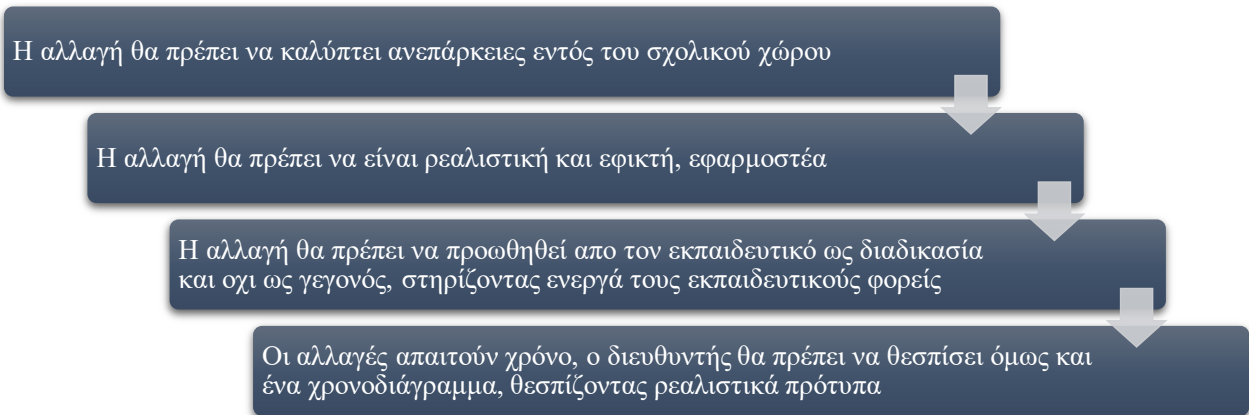 Η αλλαγή θα πρέπει να καλύπτει ανεπάρκειες εντός του σχολικού χώρου
Η αλλαγή θα πρέπει να είναι ρεαλιστική και εφικτή, εφαρμοστέα
Η αλλαγή θα πρέπει να προωθηθεί απο τον εκπαιδευτικό ως διαδικασία
και οχι ως γεγονός, στηρίζοντας ενεργά τους εκπαιδευτικούς φορείς
Οι αλλαγές απαιτούν χρόνο, ο διευθυντής θα πρέπει να θεσπίσει όμως και
ένα χρονοδιάγραμμα, θεσπίζοντας ρεαλιστικά πρότυπα